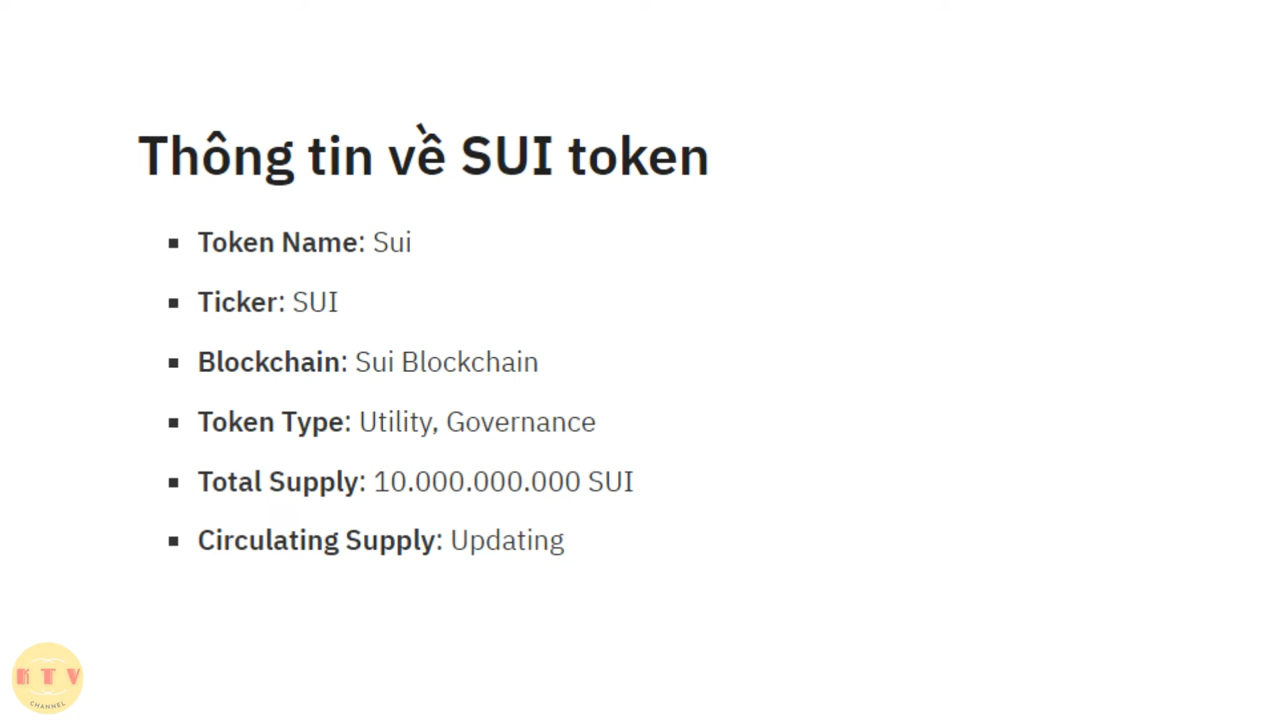 Thông tin về SUI token
Token Name: Sui
Ticker: SUI
Blockchain: Sui Blockchain
Token Type: Utility, Governance
Total Supply: 10.000.000.000 SUI
Circulating Supply: Updating
KTV
CHANNEL